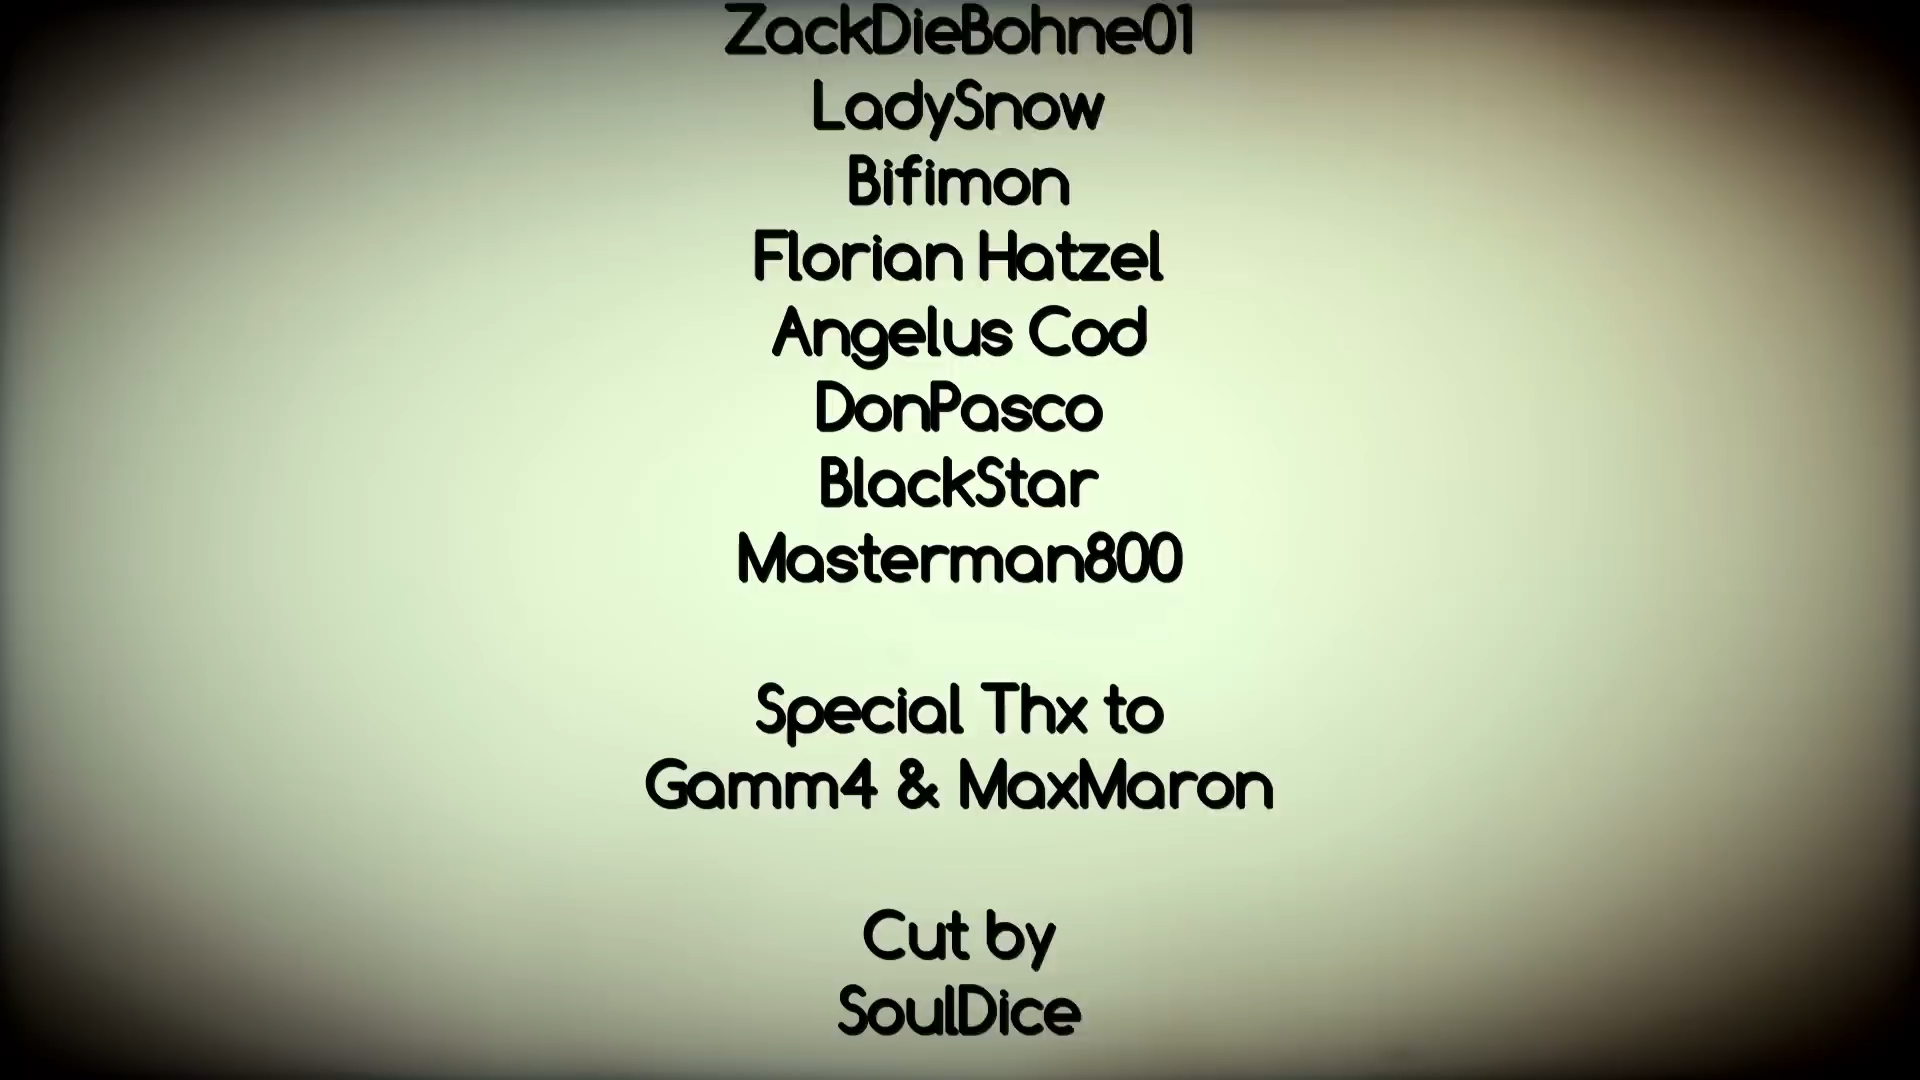 ZackDieBohne01
LadySnow
Bifimon
Florian Hatzel
Angelus Cod
DonPasco
BlackStar
Masterman800
Special Thx to
Gamm4 & MaxMaron
Cut by
SoulDice